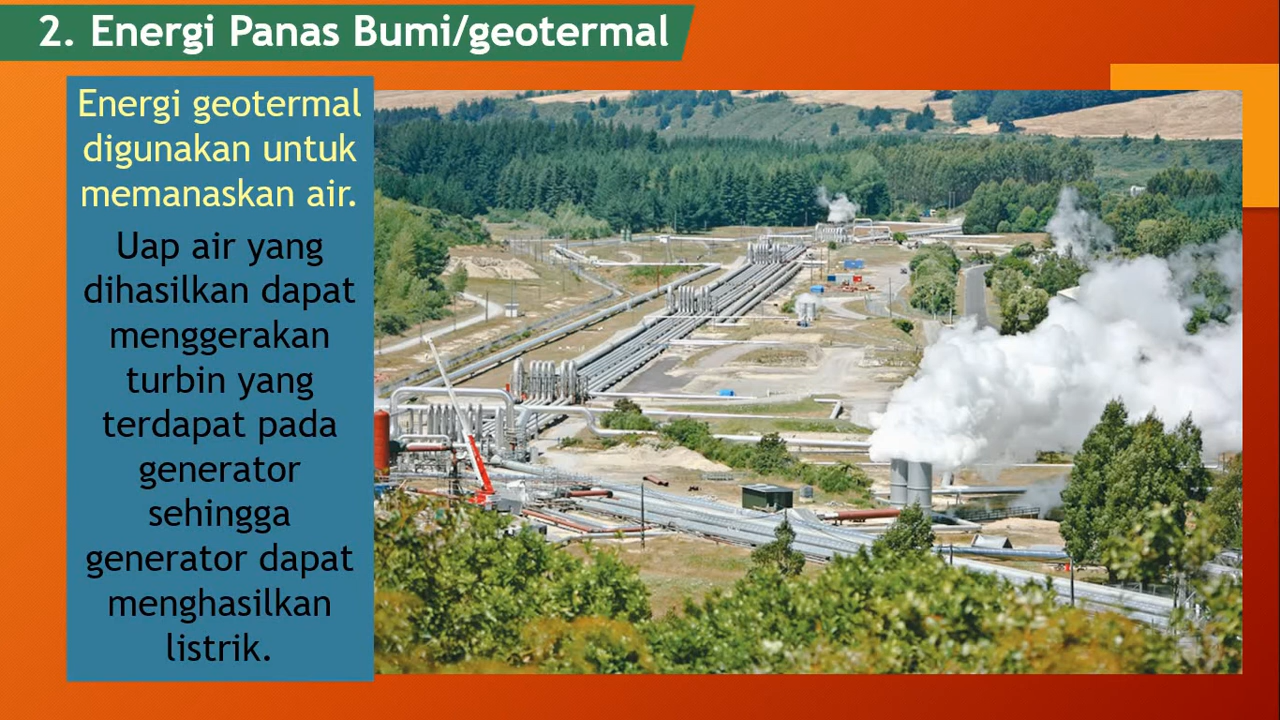 2. Energi Panas Bumi/geotermal
Energi geotermal
digunakan untuk
memanaskan air.
Uap air yang
dihasilkan dapat
menggerakan
turbin yang
terdapat pada
generator
sehingga
generator dapat
menghasilkan
listrik.